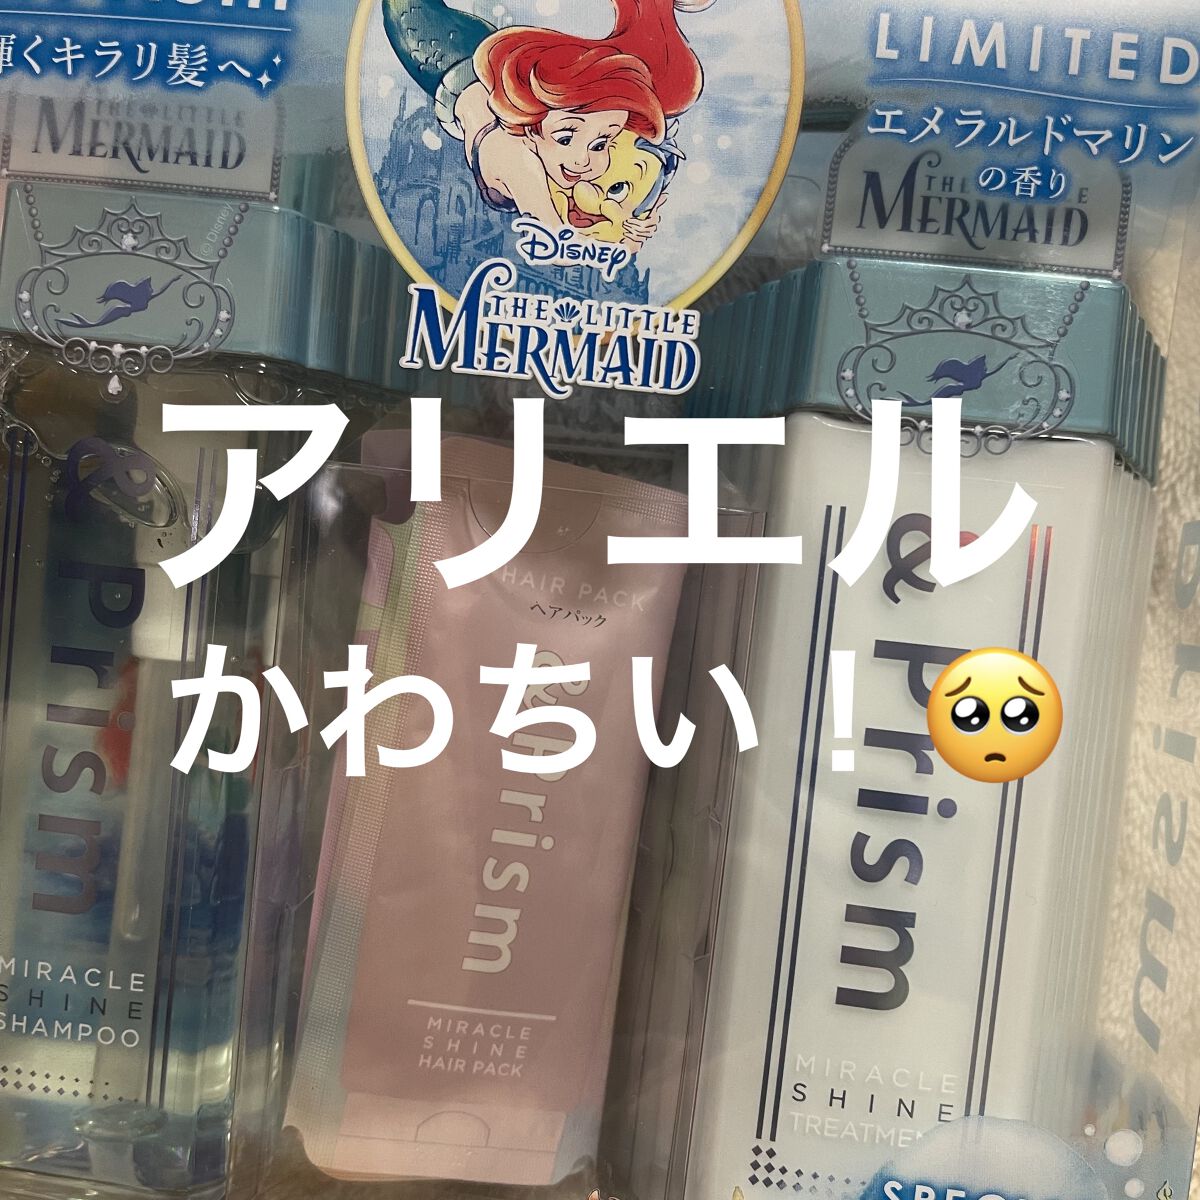 輝くキラリ髪へ
LIMITED
エメラルドマリン
の香り
THE LITTLE
MERMAID
©Disney
DISNEY
THE LITTLE
MERMAID
THE LITTLE
MERMAID
アリエル
かわちい！🥺
& Prism
MIRACLE
SHINE
SHAMPOO
HAIR PACK
ヘアパック
&Prism
MIRACLE
SHINE
HAIR PACK
& Prism
MIRACLE
SHINE